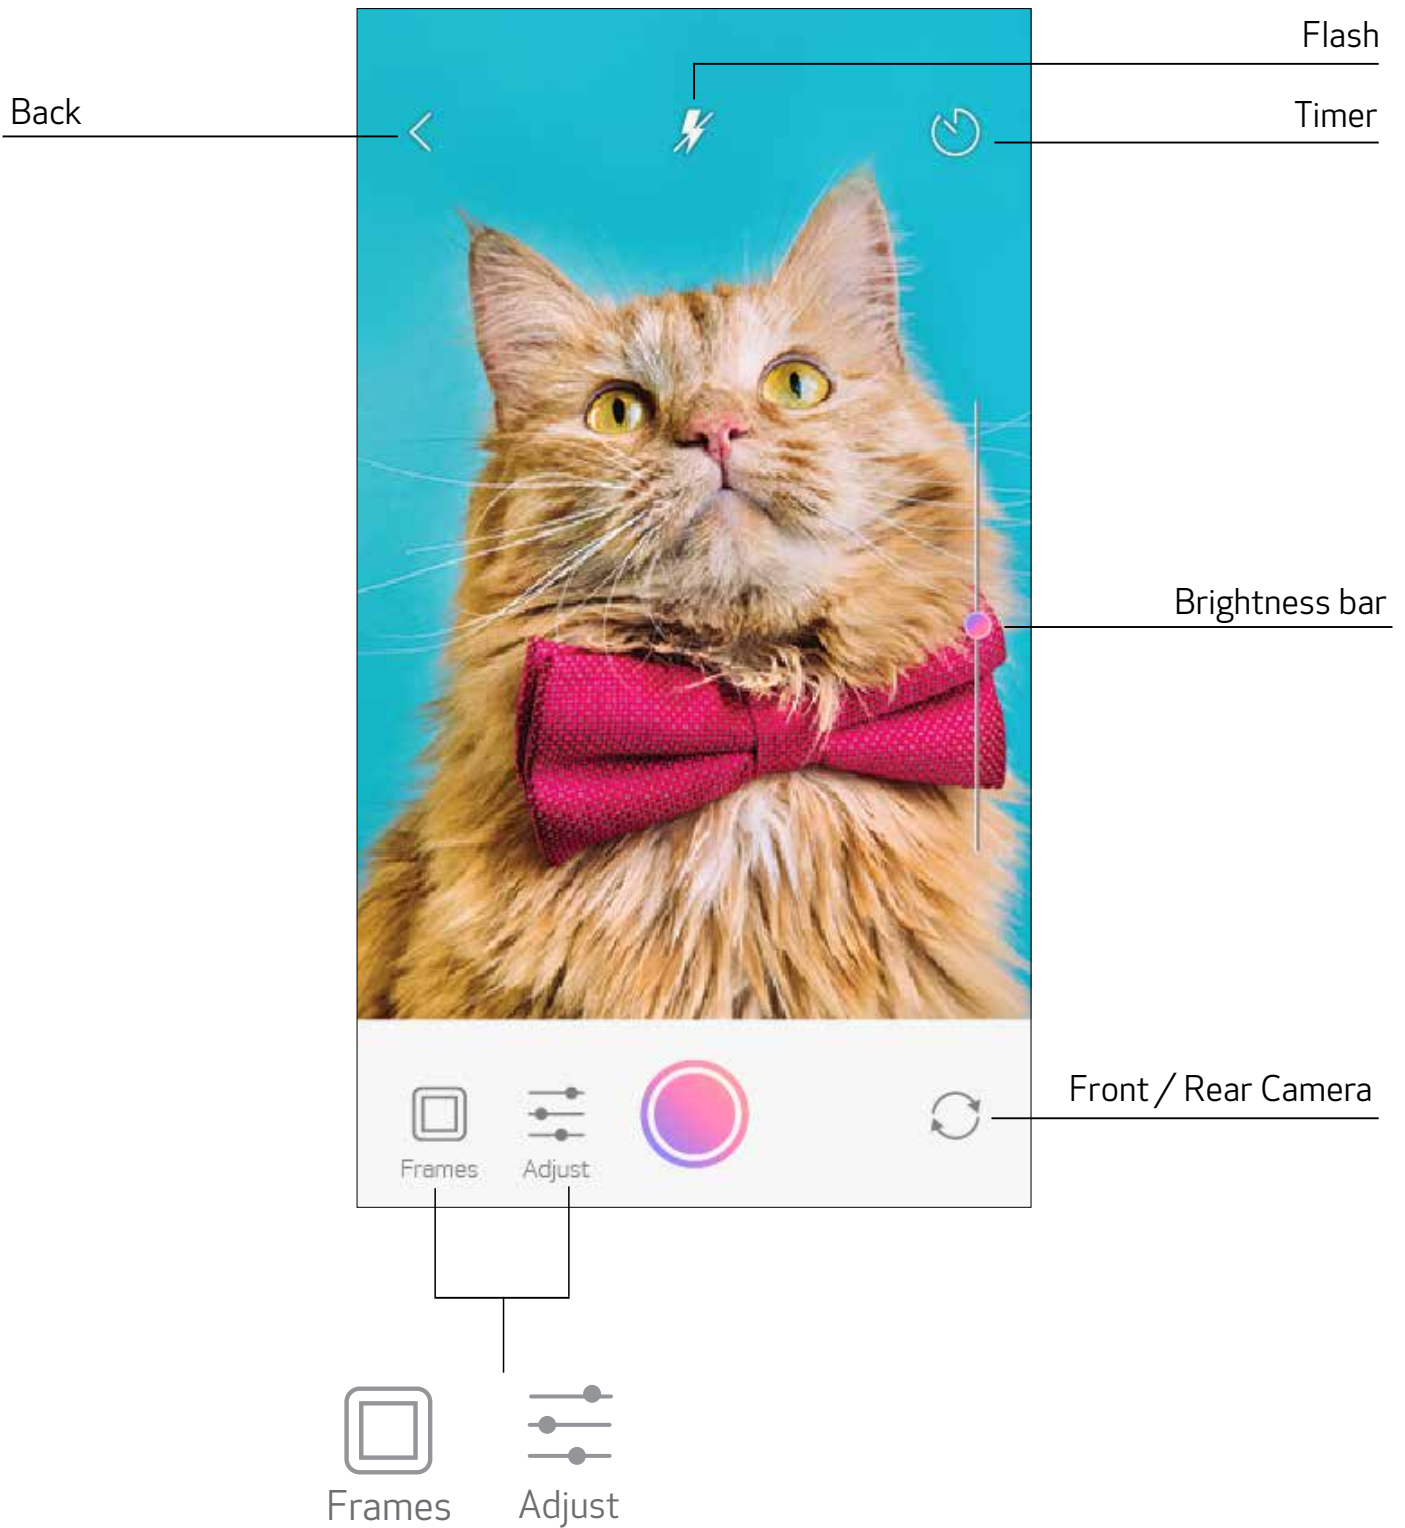 Flash
Back
Timer
Brightness bar
Front / Rear Camera
Frames
Adjust
Frames
Adjust